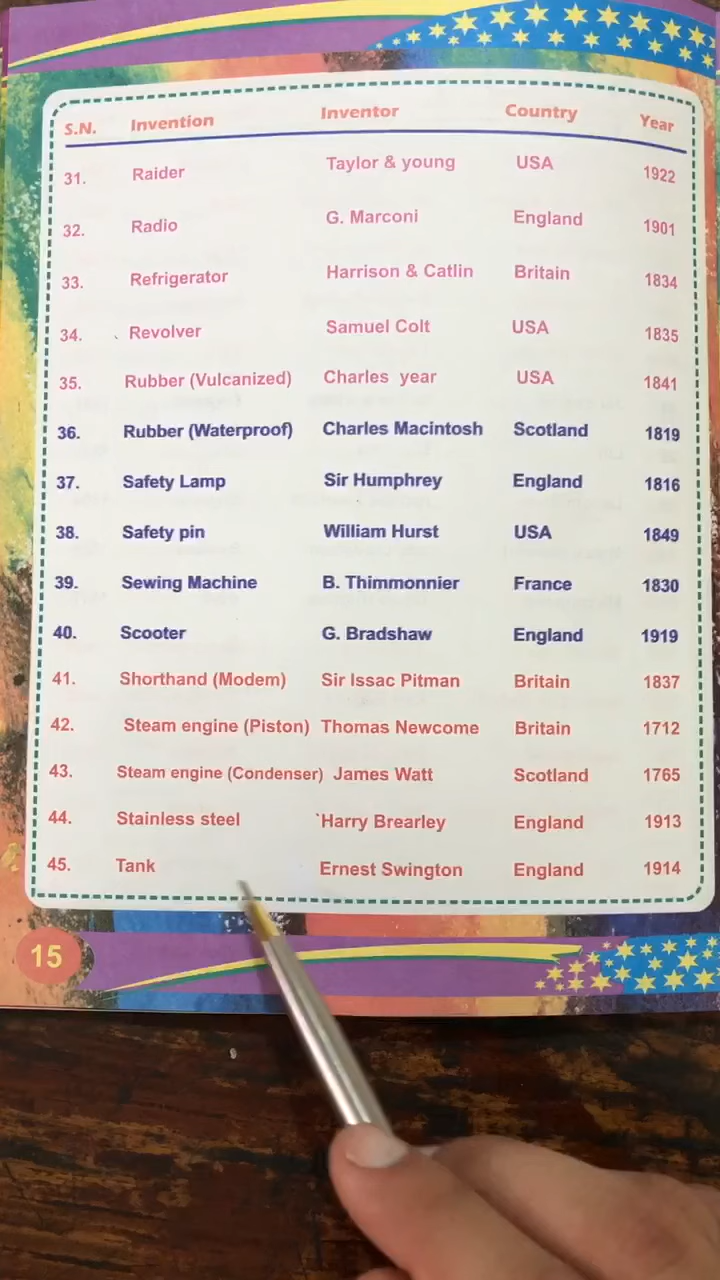 S.N. Invention Inventor Country Year
31. Raider Taylor & young USA 1922
32. Radio G. Marconi England 1901
33. Refrigerator Harrison & Catlin Britain 1834
34. Revolver Samuel Colt USA 1835
35. Rubber (Vulcanized) Charles year USA 1841
36. Rubber (Waterproof) Charles Macintosh Scotland 1819
37. Safety Lamp Sir Humphrey England 1816
38. Safety pin William Hurst USA 1849
39. Sewing Machine B. Thimmonnier France 1830
40. Scooter G. Bradshaw England 1919
41. Shorthand (Modem) Sir Issac Pitman Britain 1837
42. Steam engine (Piston) Thomas Newcome Britain 1712
43. Steam engine (Condenser) James Watt Scotland 1765
44. Stainless steel `Harry Brearley England 1913
45. Tank Ernest Swington England 1914
15